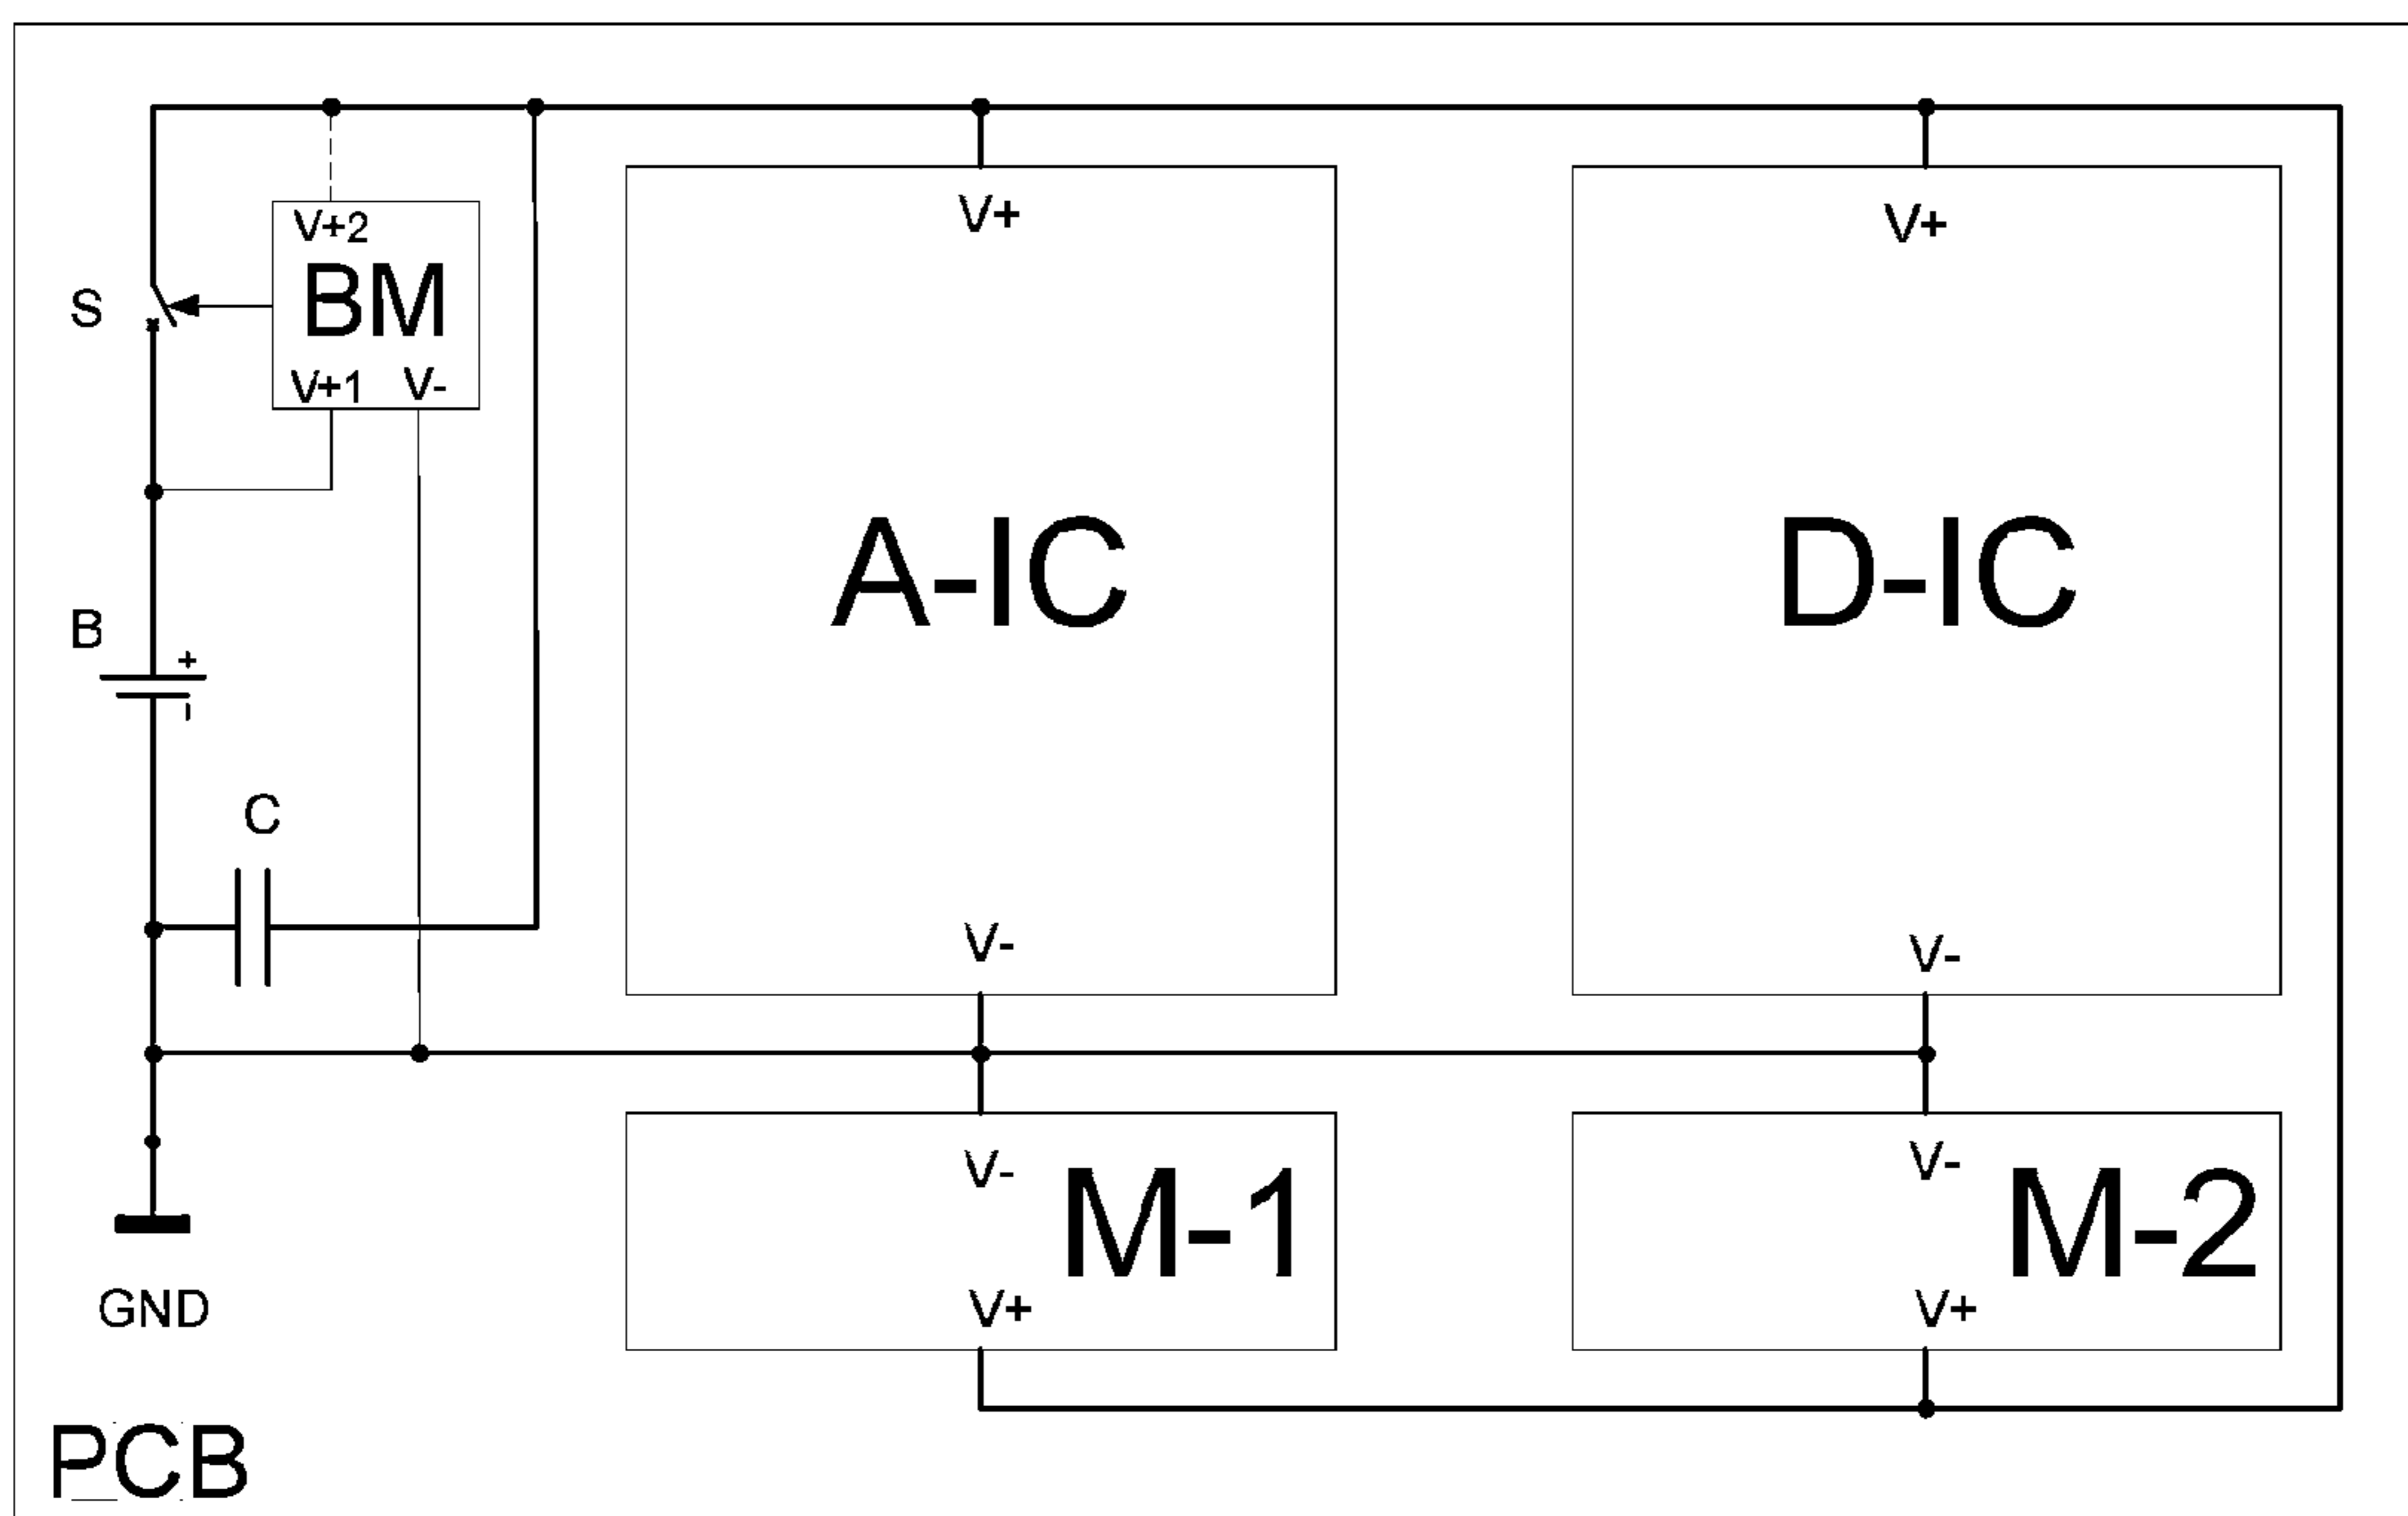 V+2
V+
V+
BM
S
V+1 V-
A-IC
D-IC
B
+
-
C
V-
V-
V-
M-1
V-
M-2
GND
V+
V+
PCB